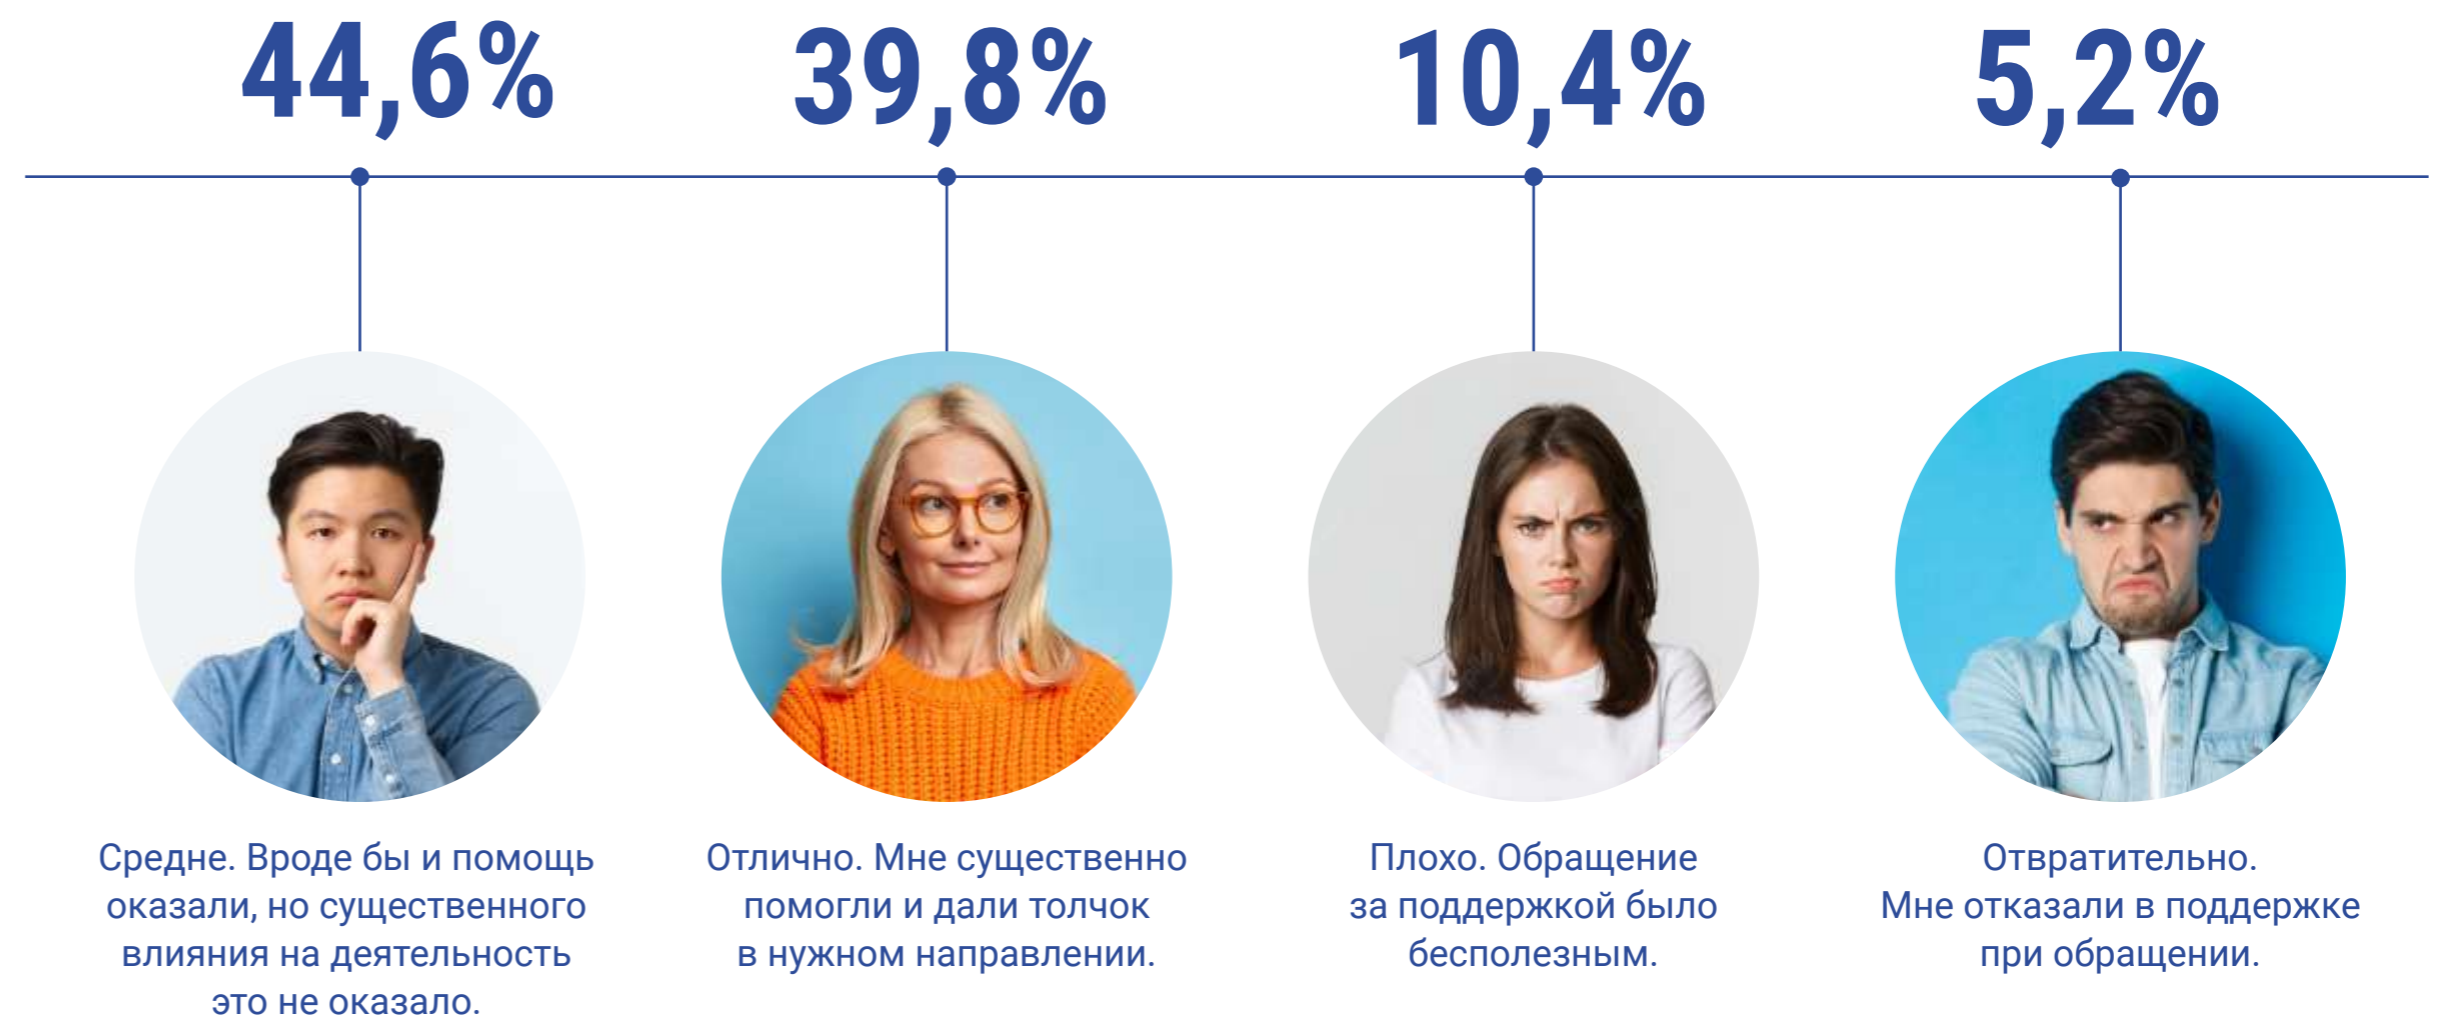 44,6%
39,8%
10,4%
5,2%
Средне. Вроде бы и помощь
оказали, но существенного
влияния на деятельность
это не оказало.
Отлично. Мне существенно
помогли и дали толчок
в нужном направлении.
Плохо. Обращение
за поддержкой было
бесполезным.
Отвратительно.
Мне отказали в поддержке
при обращении.